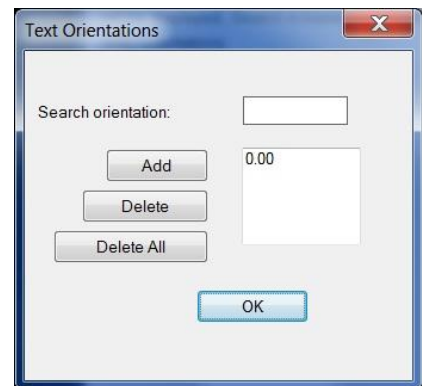 Text Orientations
Search orientation:
Add
0.00
Delete
Delete All
OK